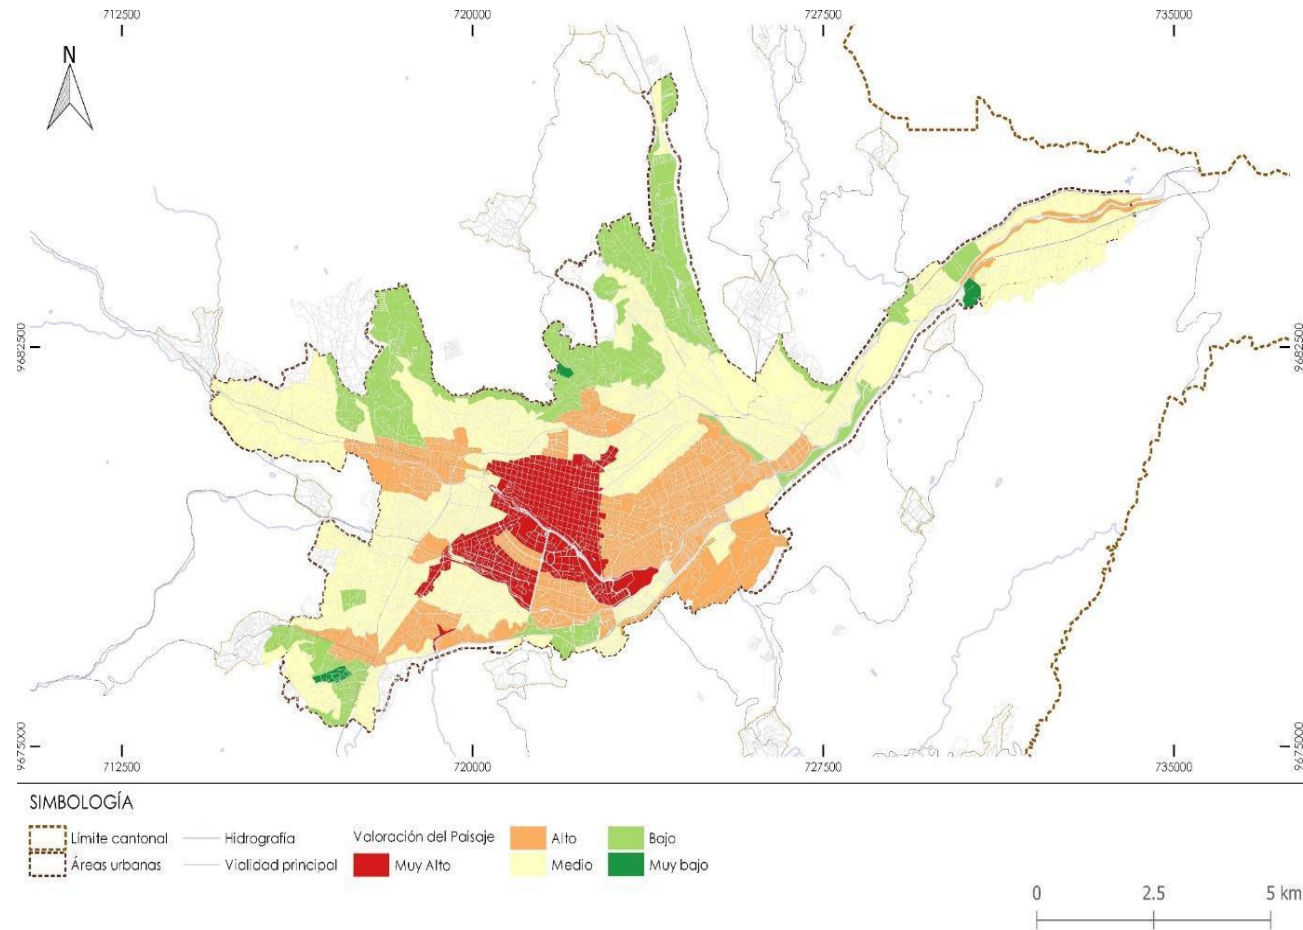 712500 720000 727500 735000
N
9682500 9682500
9675000 9675000
712500 720000 727500 735000
SIMBOLOGÍA
Límite cantonal Hidrografía Valoración del Paisaje Alto Bajo
Áreas urbanas Vialidad principal Muy Alto Medio Muy bajo
0 2.5 5 km